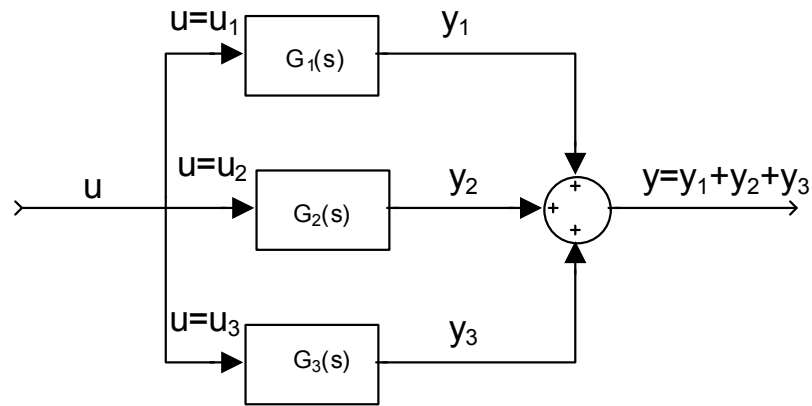 u=u₁
y₁
G₁(s)
u=u₂
y₂
y=y₁+y₂+y₃
u
G₂(s)
+
+
+
u=u₃
y₃
G₃(s)